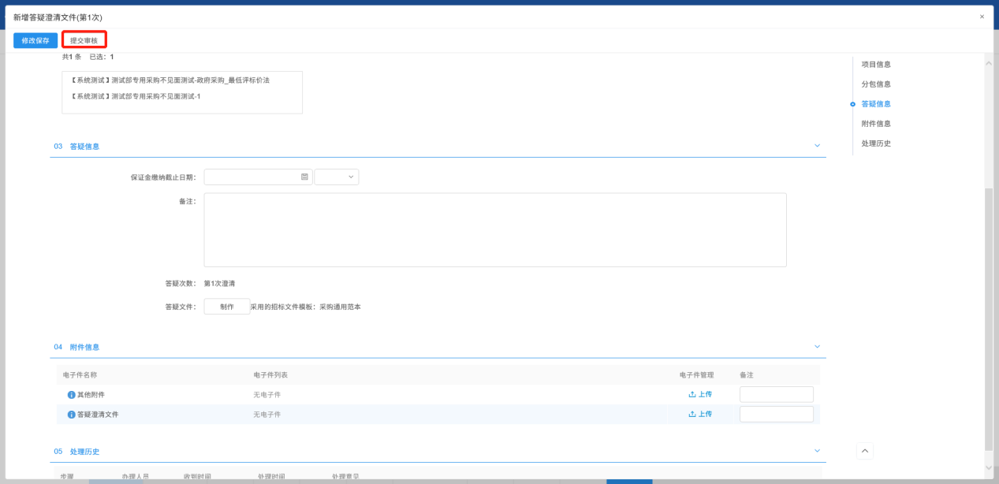 新增答疑澄清文件(第1次)
×
修改保存 提交审核
共1 条 已选：1
【系统测试】测试部专用采购不见面测试-政府采购_最低评标价法
【系统测试】测试部专用采购不见面测试-1
项目信息
分包信息
答疑信息
附件信息
处理历史
03 答疑信息
保证金缴纳截止日期：
备注：
答疑次数： 第1次澄清
答疑文件： 制作 采用的招标文件模板：采购通用范本
04 附件信息
电子件名称 电子件列表 电子件管理 备注
其他附件 无电子件 上传
答疑澄清文件 无电子件 上传
05 处理历史
步骤 办理人员 收到时间 处理时间 处理意见